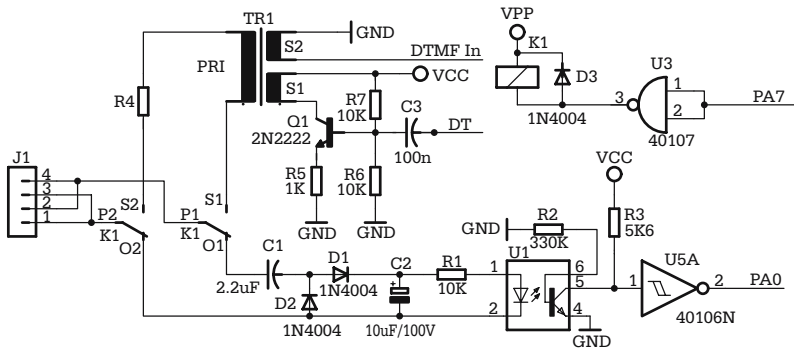 TR1
PRI
S2
S1
GND
DTMF In
VCC
R4
R7
10K
C3
100n
DT
Q1
2N2222
R5
1K
R6
10K
GND
GND
VPP
K1
D3
1N4004
U3
3
1
2
40107
PA7
J1
4
3
2
1
P2
K1
S2
O2
P1
K1
S1
O1
C1
2.2uF
D1
1N4004
D2
1N4004
C2
+
10uF/100V
R1
10K
GND
R2
330K
U1
1
2
6
5
4
GND
VCC
R3
5K6
U5A
1
2
40106N
PA0